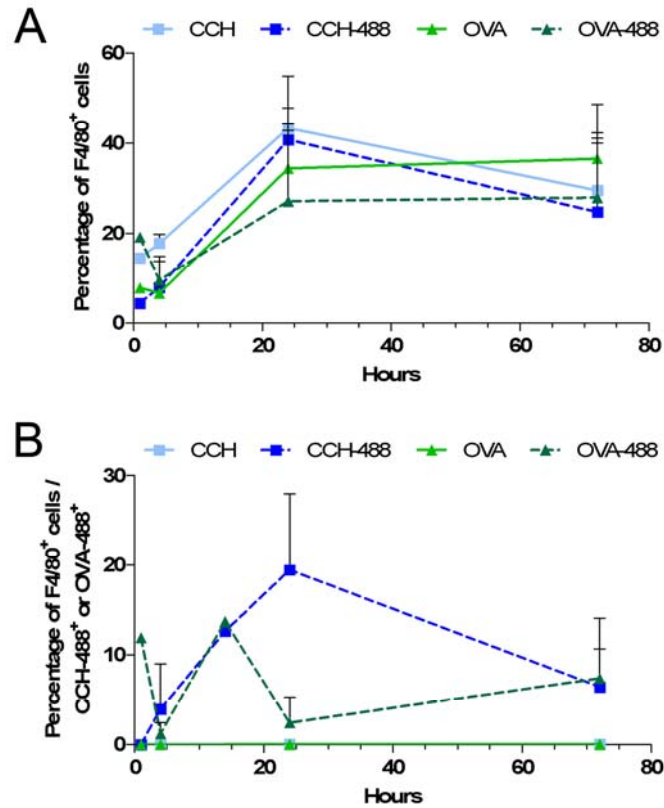 A
CCH CCH-488 OVA OVA-488
Percentage of F4/80+ cells
60
40
20
0
0 20 40 60 80
Hours
B
CCH CCH-488 OVA OVA-488
Percentage of F4/80+ cells /
CCH-488+ or OVA-488+
30
20
10
0
0 20 40 60 80
Hours